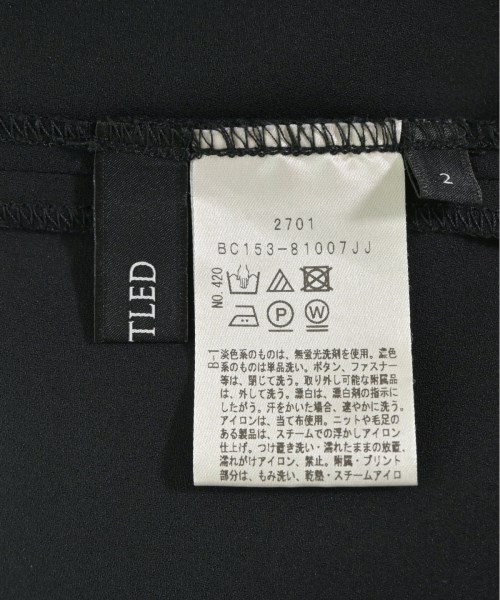 2
TLED
2701
BC153-81007JJ
NO.420
P
W
B-1
淡色系のものは、無蛍光洗剤を使用。濃色
系のものは単品洗い。ボタン、ファスナー
等は、閉じて洗う。取り外し可能な附属品
は、外して洗う。漂白は、漂白剤の指示に
したがう。汗をかいた場合、速やかに洗う。
アイロンは、当て布使用。ニットや毛足の
ある製品は、スチームでの浮かしアイロン
仕上げ。つけ置き洗い・濡れたままの放置、
濡れがけアイロン、禁止。附属・プリント
部分は、もみ洗い、乾熱・スチームアイロ